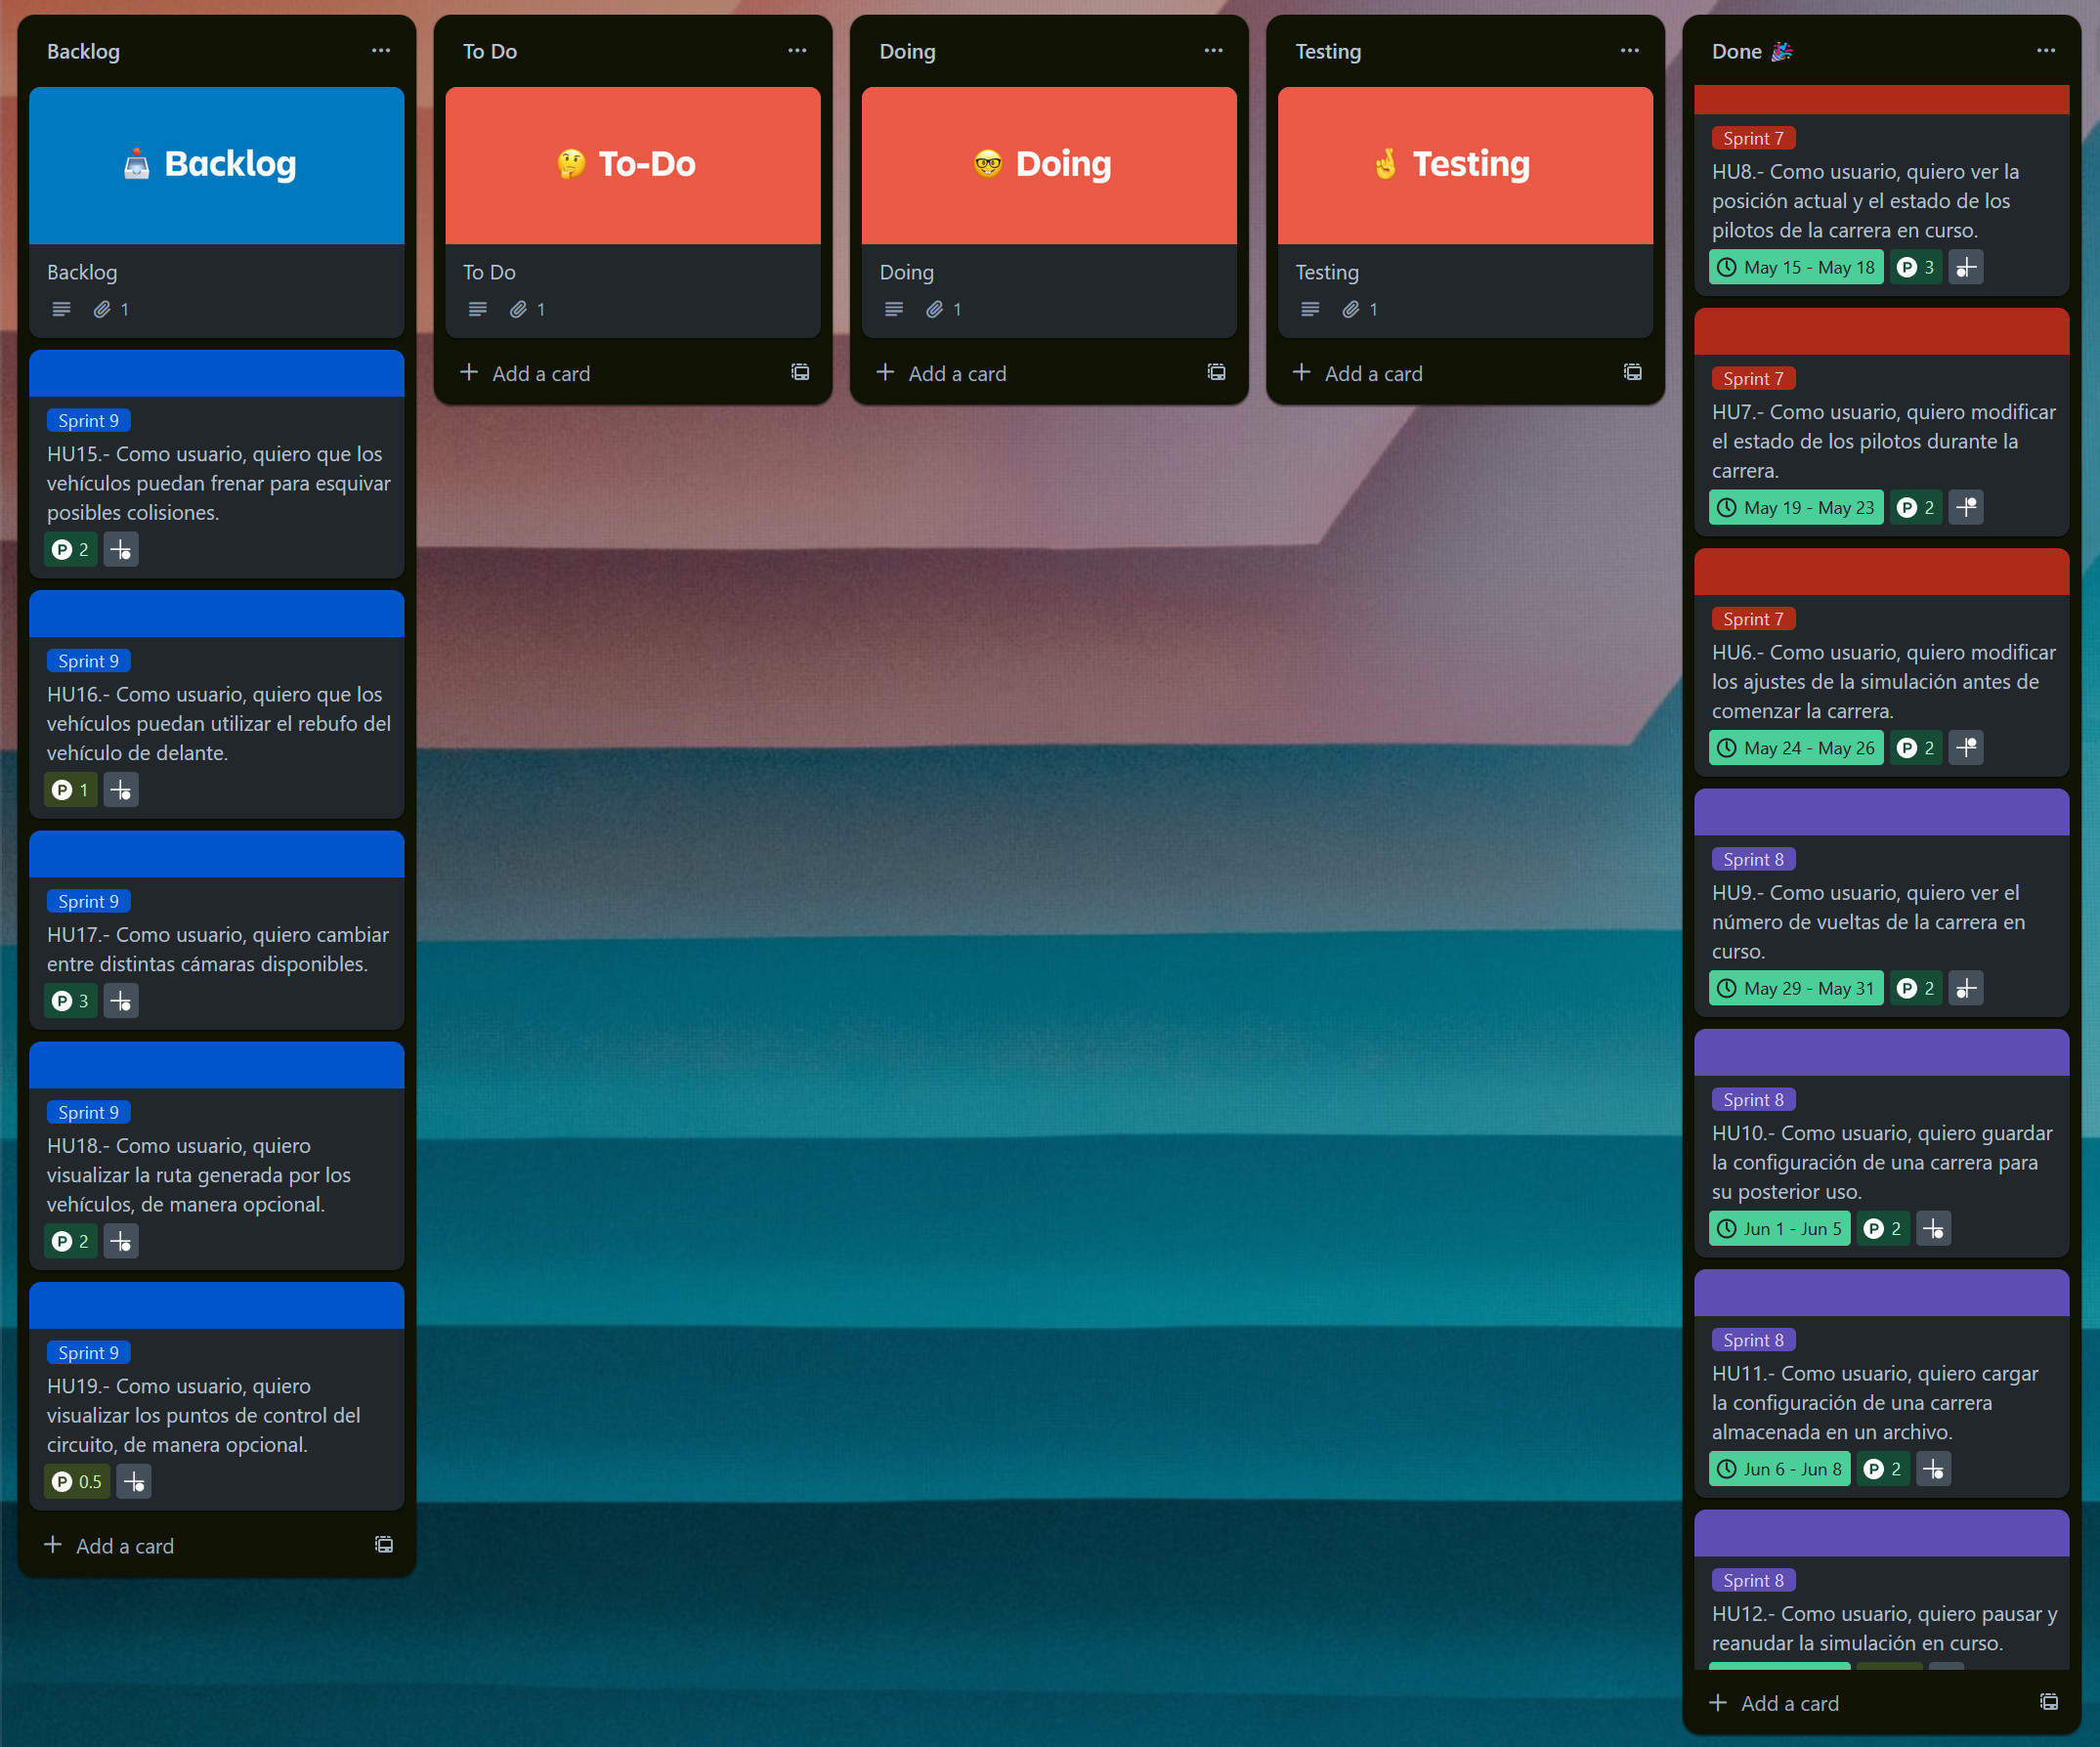 Backlog
Backlog
Backlog
1
Sprint 9
HU15.- Como usuario, quiero que los
vehículos puedan frenar para esquivar
posibles colisiones.
P 2
Sprint 9
HU16.- Como usuario, quiero que los
vehículos puedan utilizar el rebufo del
vehículo de delante.
P 1
Sprint 9
HU17.- Como usuario, quiero cambiar
entre distintas cámaras disponibles.
P 3
Sprint 9
HU18.- Como usuario, quiero
visualizar la ruta generada por los
vehículos, de manera opcional.
P 2
Sprint 9
HU19.- Como usuario, quiero
visualizar los puntos de control del
circuito, de manera opcional.
P 0.5
Add a card
To Do
To-Do
To Do
1
Add a card
Doing
Doing
Doing
1
Add a card
Testing
Testing
Testing
1
Add a card
Done
Sprint 7
HU8.- Como usuario, quiero ver la
posición actual y el estado de los
pilotos de la carrera en curso.
May 15 - May 18 P 3
Sprint 7
HU7.- Como usuario, quiero modificar
el estado de los pilotos durante la
carrera.
May 19 - May 23 P 2
Sprint 7
HU6.- Como usuario, quiero modificar
los ajustes de la simulación antes de
comenzar la carrera.
May 24 - May 26 P 2
Sprint 8
HU9.- Como usuario, quiero ver el
número de vueltas de la carrera en
curso.
May 29 - May 31 P 2
Sprint 8
HU10.- Como usuario, quiero guardar
la configuración de una carrera para
su posterior uso.
Jun 1 - Jun 5 P 2
Sprint 8
HU11.- Como usuario, quiero cargar
la configuración de una carrera
almacenada en un archivo.
Jun 6 - Jun 8 P 2
Sprint 8
HU12.- Como usuario, quiero pausar y
reanudar la simulación en curso.
Add a card